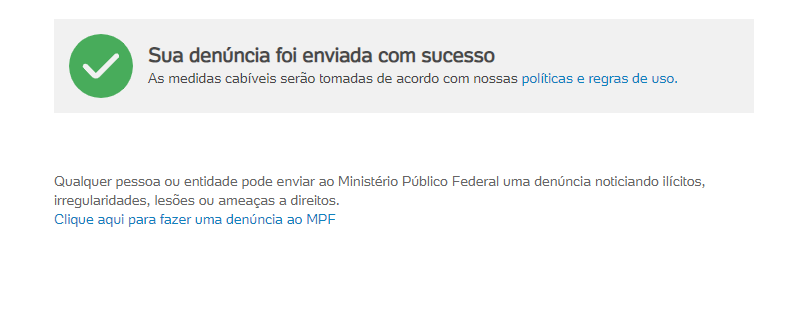 Sua denúncia foi enviada com sucesso
As medidas cabíveis serão tomadas de acordo com nossas políticas e regras de uso.
Qualquer pessoa ou entidade pode enviar ao Ministério Público Federal uma denúncia noticiando ilícitos,
irregularidades, lesões ou ameaças a direitos.
Clique aqui para fazer uma denúncia ao MPF